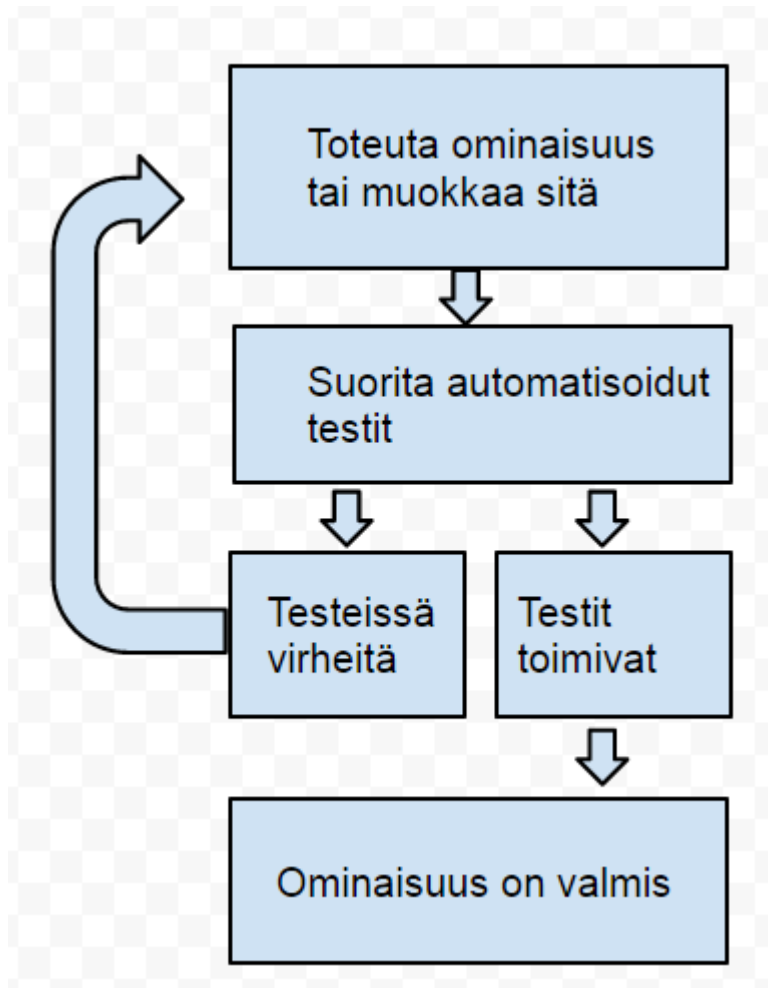 Toteuta ominaisuus
tai muokkaa sitä
Suorita automatisoidut
testit
Testeissä
virheitä
Testit
toimivat
Ominaisuus on valmis